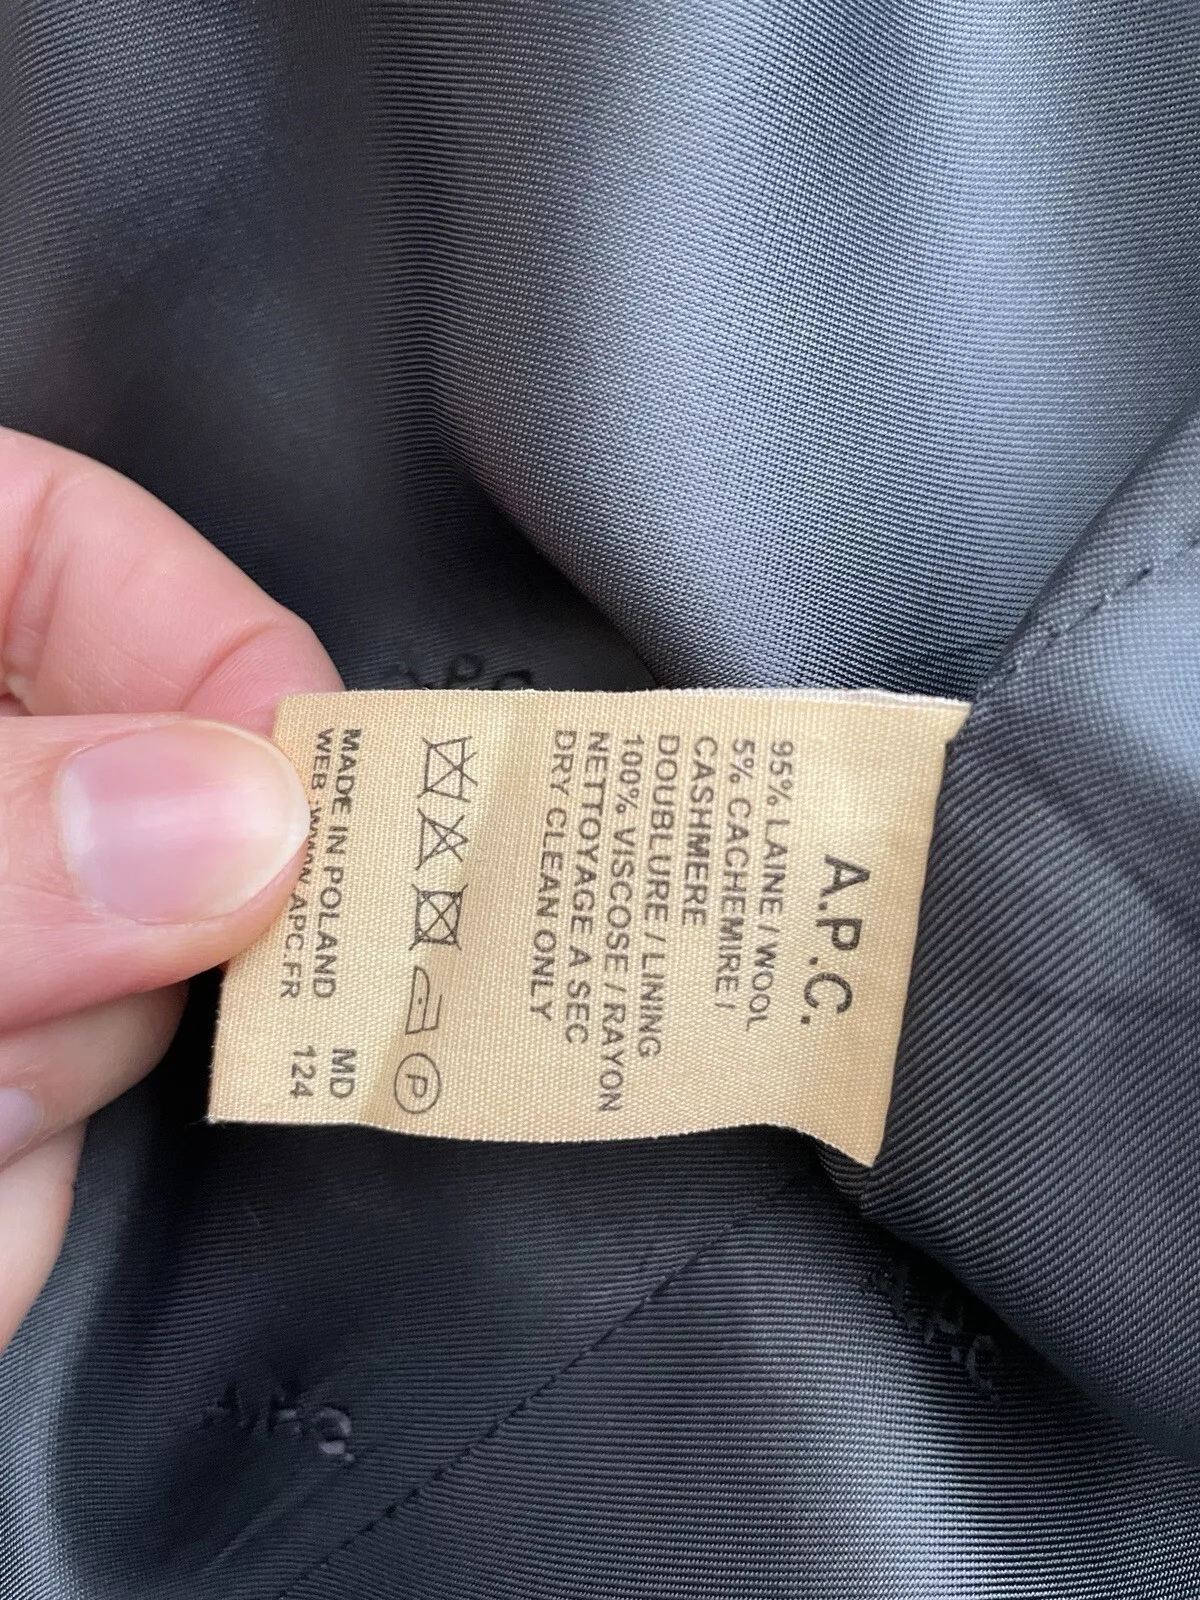 A.P.C.
95% LAINE / WOOL
5% CACHEMIRE /
CASHMERE
DOUBLURE / LINING
100% VISCOSE / RAYON
NETTOYAGE A SEC
DRY CLEAN ONLY
P
MADE IN POLAND MD
WEB : WWW.APC.FR 124
A.P.C.
A.P.C.
A.P.C.